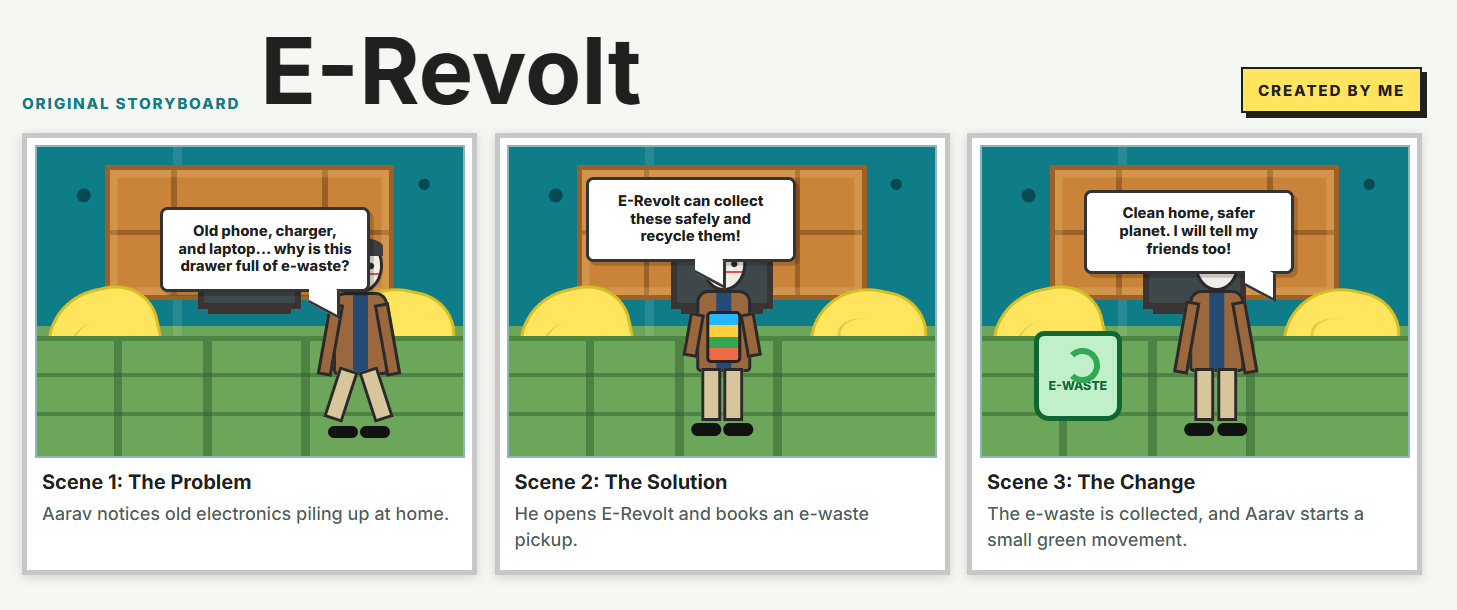 ORIGINAL STORYBOARD
E-Revolt
CREATED BY ME
Old phone, charger,
and laptop... why is this
drawer full of e-waste?
Scene 1: The Problem
Aarav notices old electronics piling up at home.
E-Revolt can collect
these safely and
recycle them!
Scene 2: The Solution
He opens E-Revolt and books an e-waste
pickup.
Clean home, safer
planet. I will tell my
friends too!
E-WASTE
Scene 3: The Change
The e-waste is collected, and Aarav starts a
small green movement.